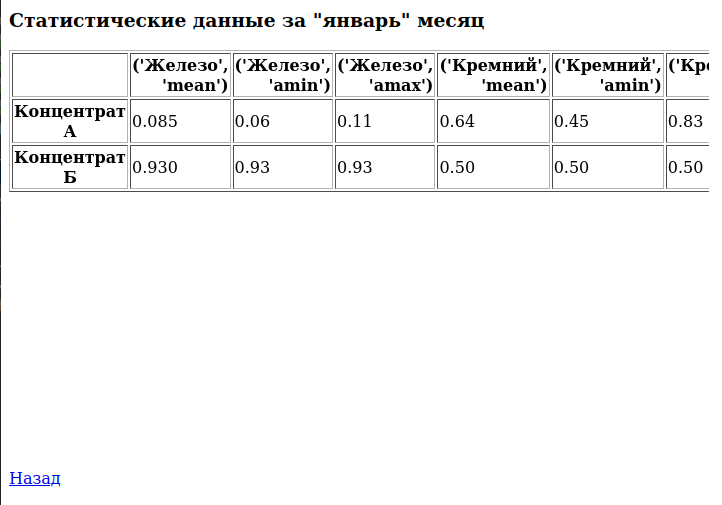 Статистические данные за "январь" месяц
('Железо', 'mean') ('Железо', 'amin') ('Железо', 'amax') ('Кремний', 'mean') ('Кремний', 'amin')
Концентрат А 0.085 0.06 0.11 0.64 0.45 0.83
Концентрат Б 0.930 0.93 0.93 0.50 0.50 0.50
Назад